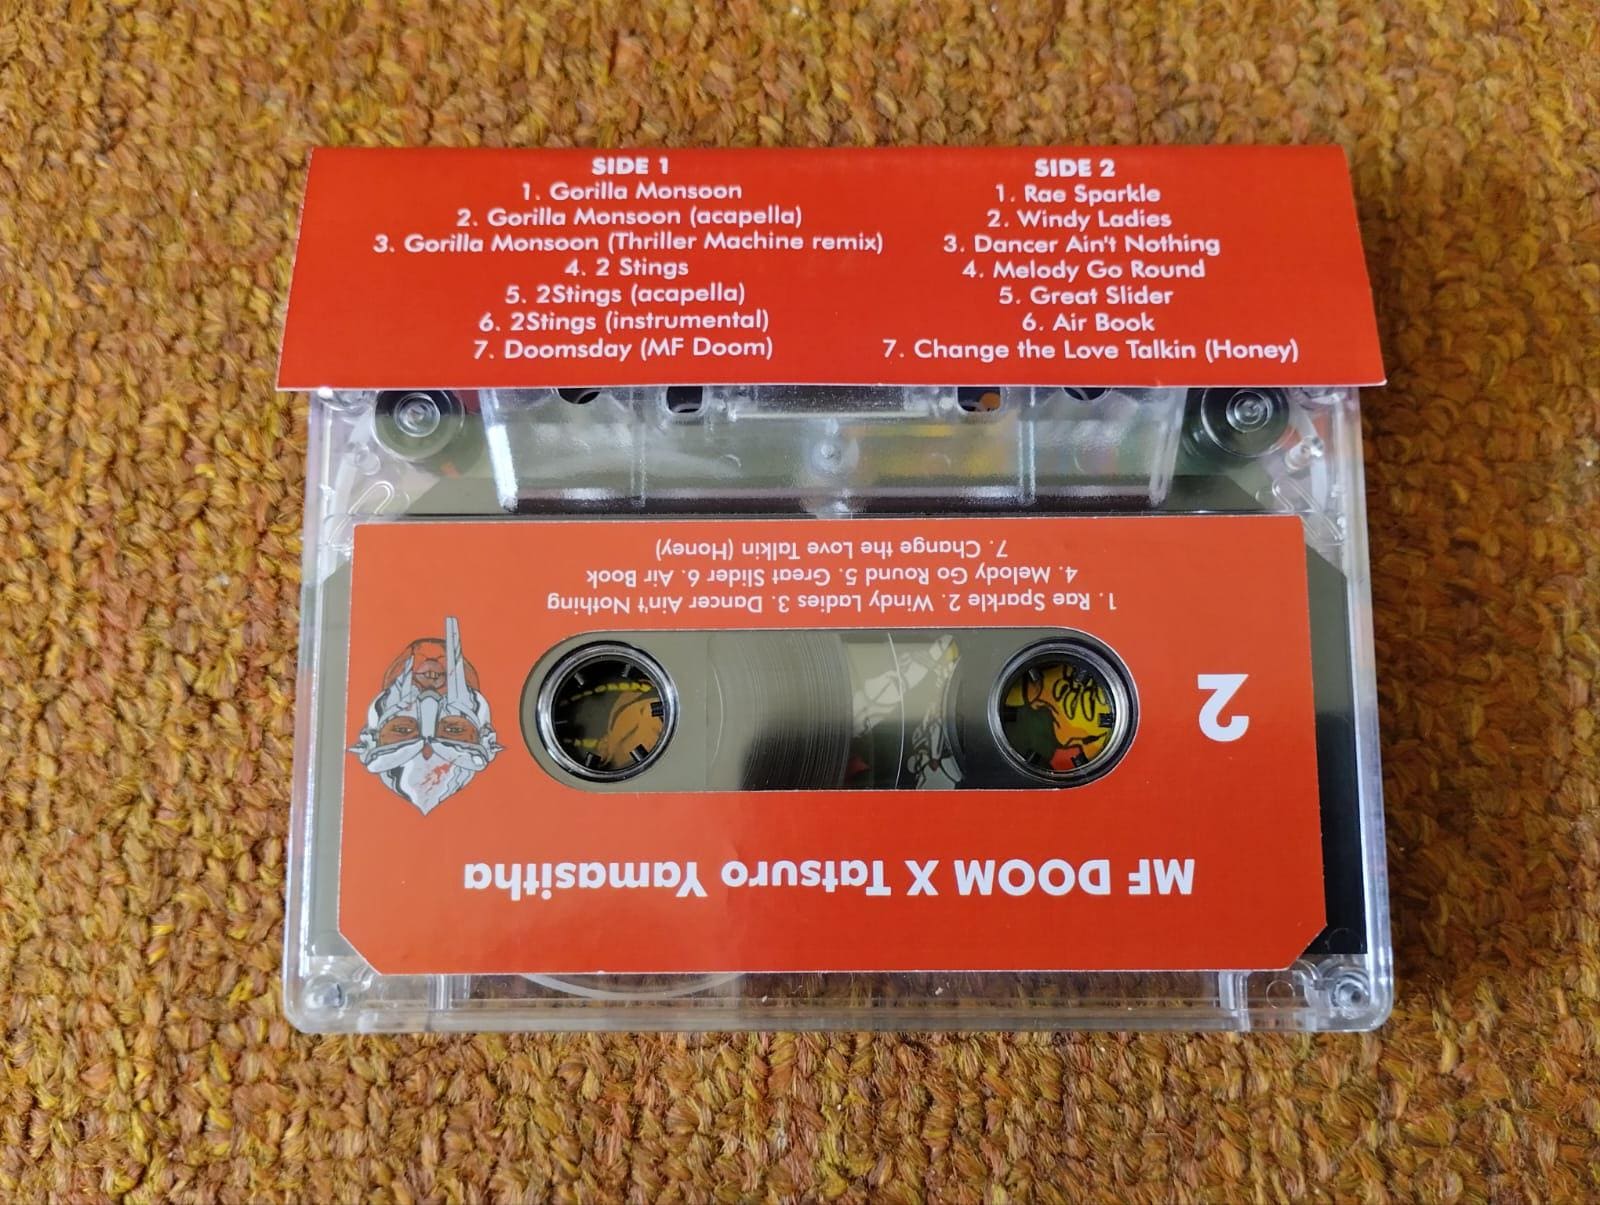 SIDE 1
1. Gorilla Monsoon
2. Gorilla Monsoon (acapella)
3. Gorilla Monsoon (Thriller Machine remix)
4. 2 Stings
5. 2Stings (acapella)
6. 2Stings (instrumental)
7. Doomsday (MF Doom)
SIDE 2
1. Rae Sparkle
2. Windy Ladies
3. Dancer Ain't Nothing
4. Melody Go Round
5. Great Slider
6. Air Book
7. Change the Love Talkin (Honey)
MF DOOM X Tatsuro Yamasitha
2
1. Rae Sparkle 2. Windy Ladies 3. Dancer Ain't Nothing
4. Melody Go Round 5. Great Slider 6. Air Book
7. Change the Love Talkin (Honey)